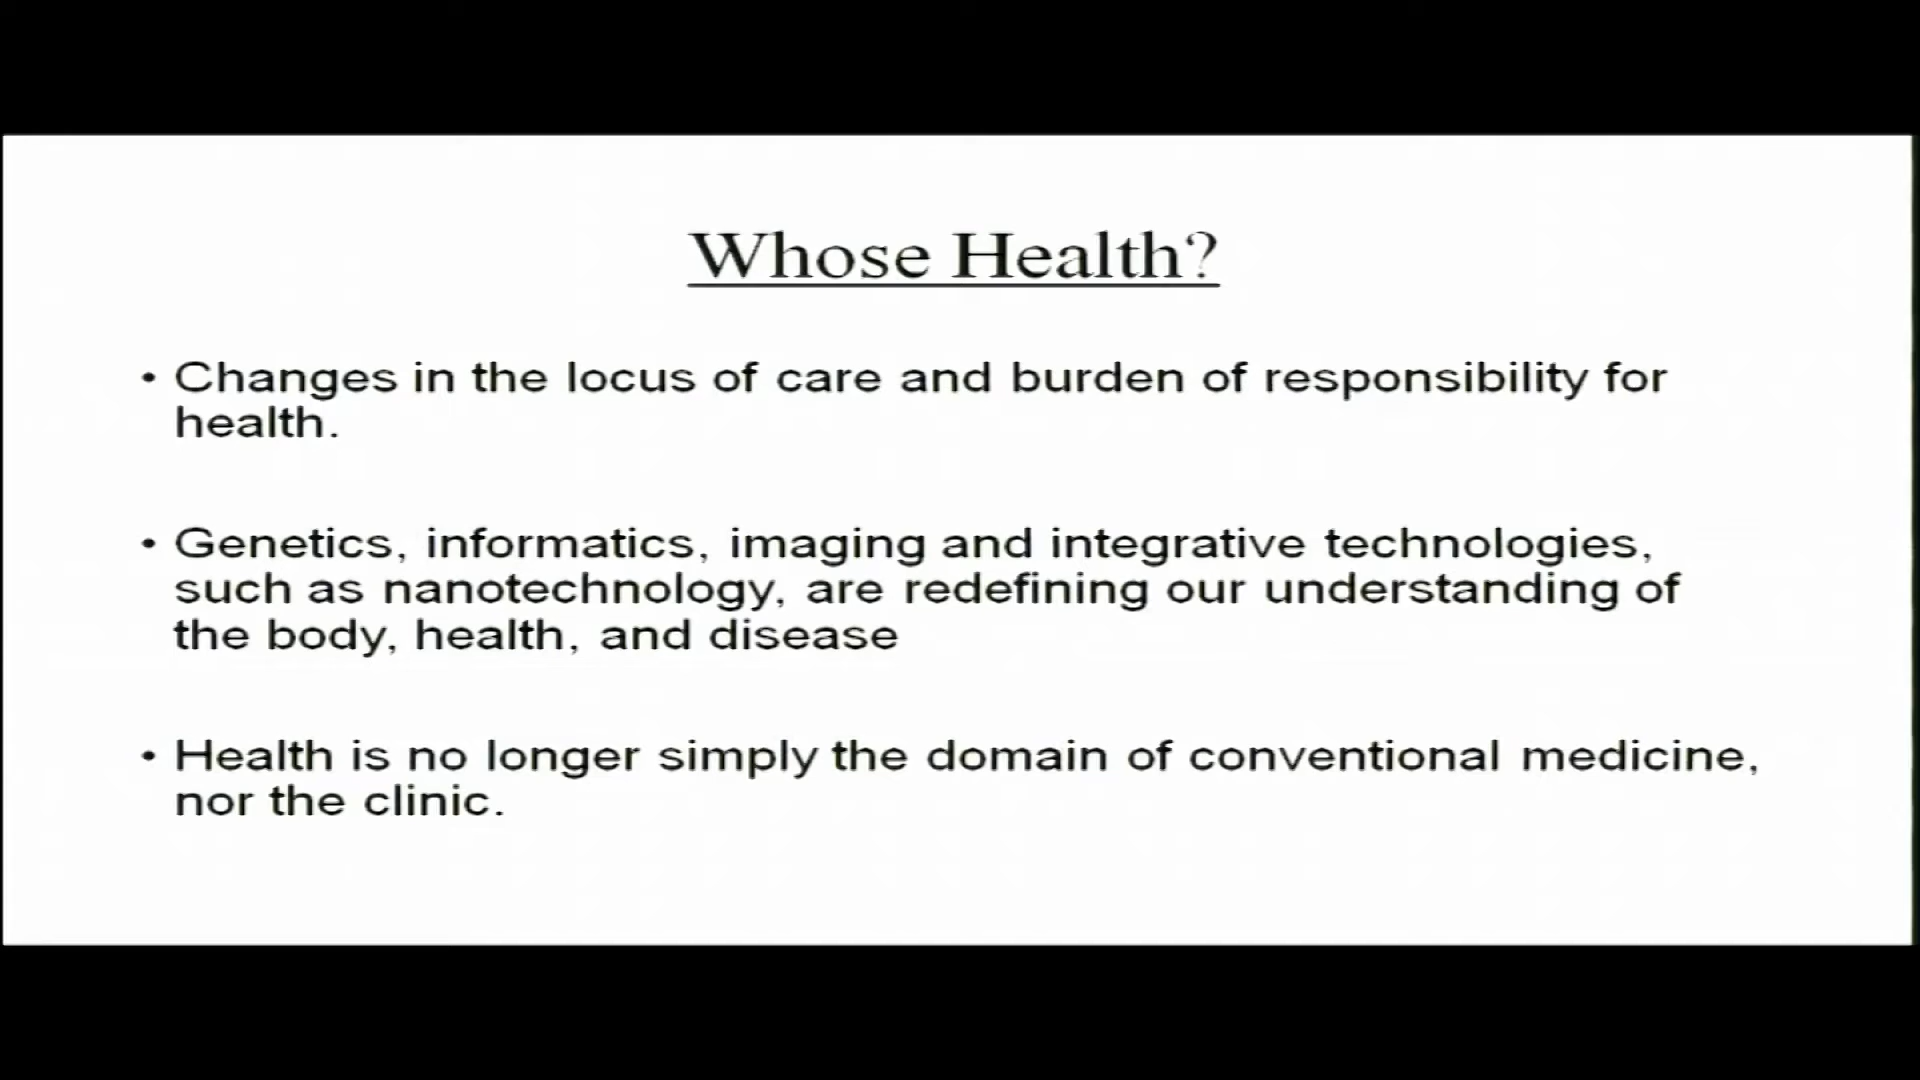 Whose Health?
• Changes in the locus of care and burden of responsibility for
health.
• Genetics, informatics, imaging and integrative technologies,
such as nanotechnology, are redefining our understanding of
the body, health, and disease
• Health is no longer simply the domain of conventional medicine,
nor the clinic.